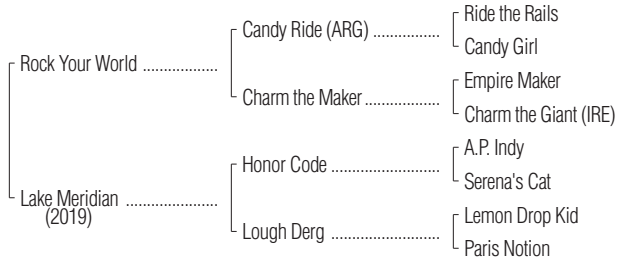 Ride the Rails
Candy Ride (ARG) ................
Candy Girl
Rock Your World ..................
Empire Maker
Charm the Maker ..................
Charm the Giant (IRE)
A.P. Indy
Honor Code ..........................
Serena's Cat
Lake Meridian ......................
(2019)
Lemon Drop Kid
Lough Derg ..........................
Paris Notion